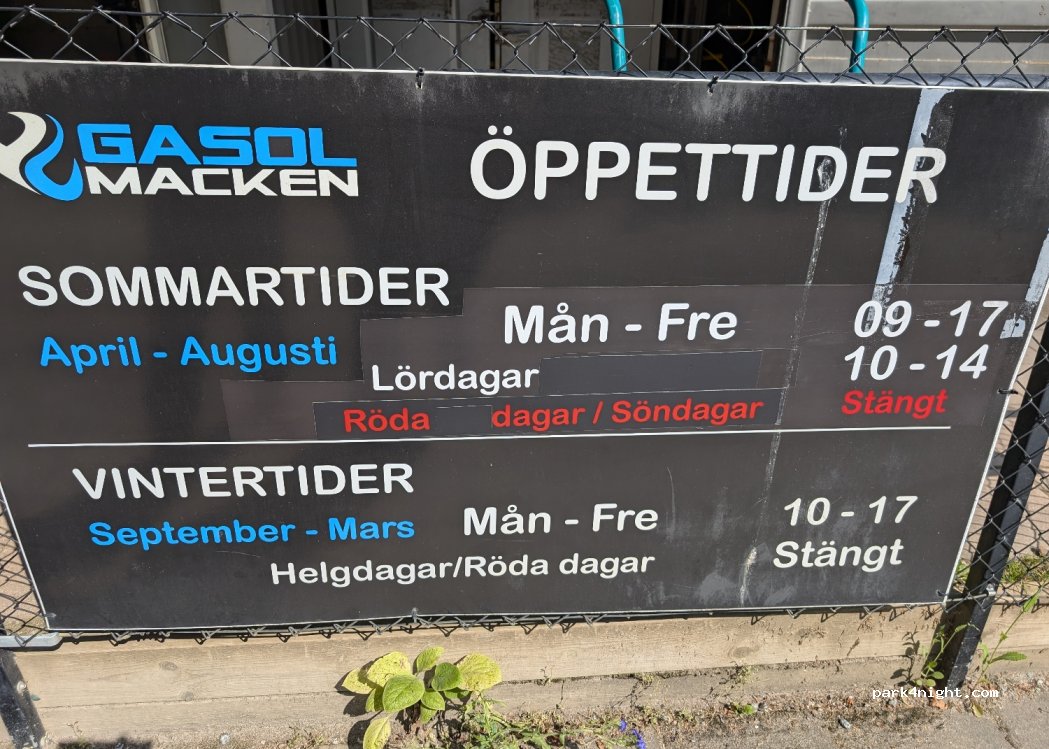 GASOL
MACKEN
ÖPPETTIDER
SOMMARTIDER
April - Augusti
Mån - Fre 09 - 17
Lördagar 10 - 14
Röda dagar / Söndagar Stängt
VINTERTIDER
September - Mars Mån - Fre 10 - 17
Helgdagar/Röda dagar Stängt
park4night.com